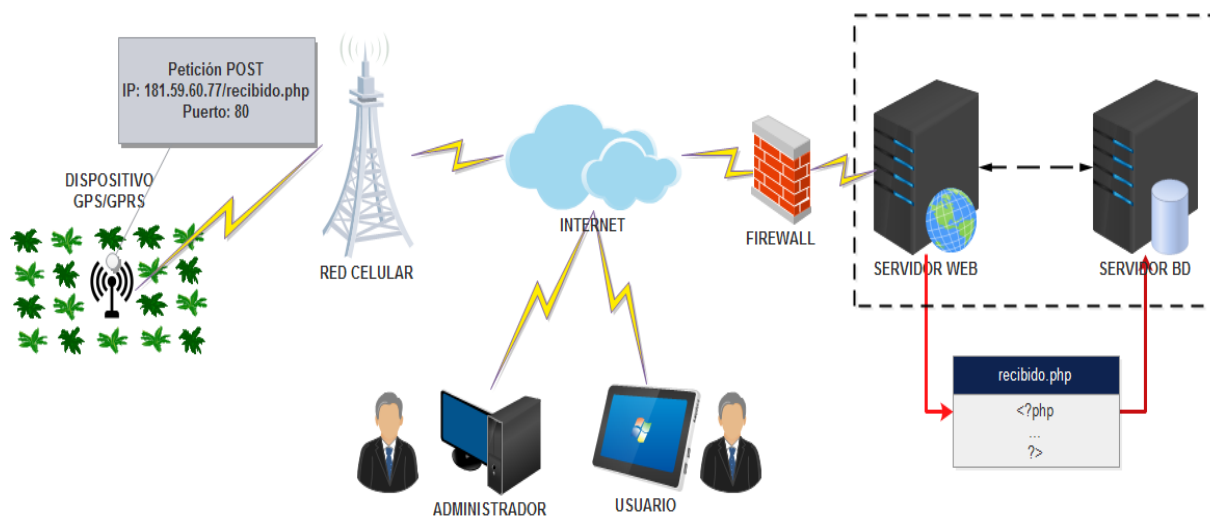 Petición POST
IP: 181.59.60.77/recibido.php
Puerto: 80
DISPOSITIVO
GPS/GPRS
RED CELULAR
INTERNET
FIREWALL
SERVIDOR WEB
SERVIDOR BD
recibido.php
<?php
...
?>
ADMINISTRADOR
USUARIO